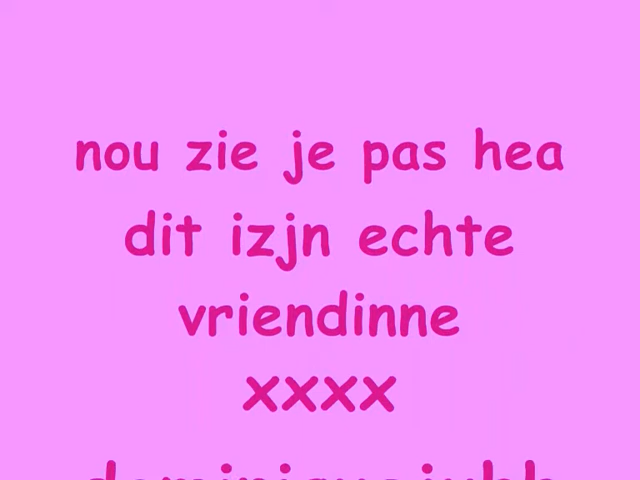 nou zie je pas hea
dit izjn echte
vriendinne
xxxx